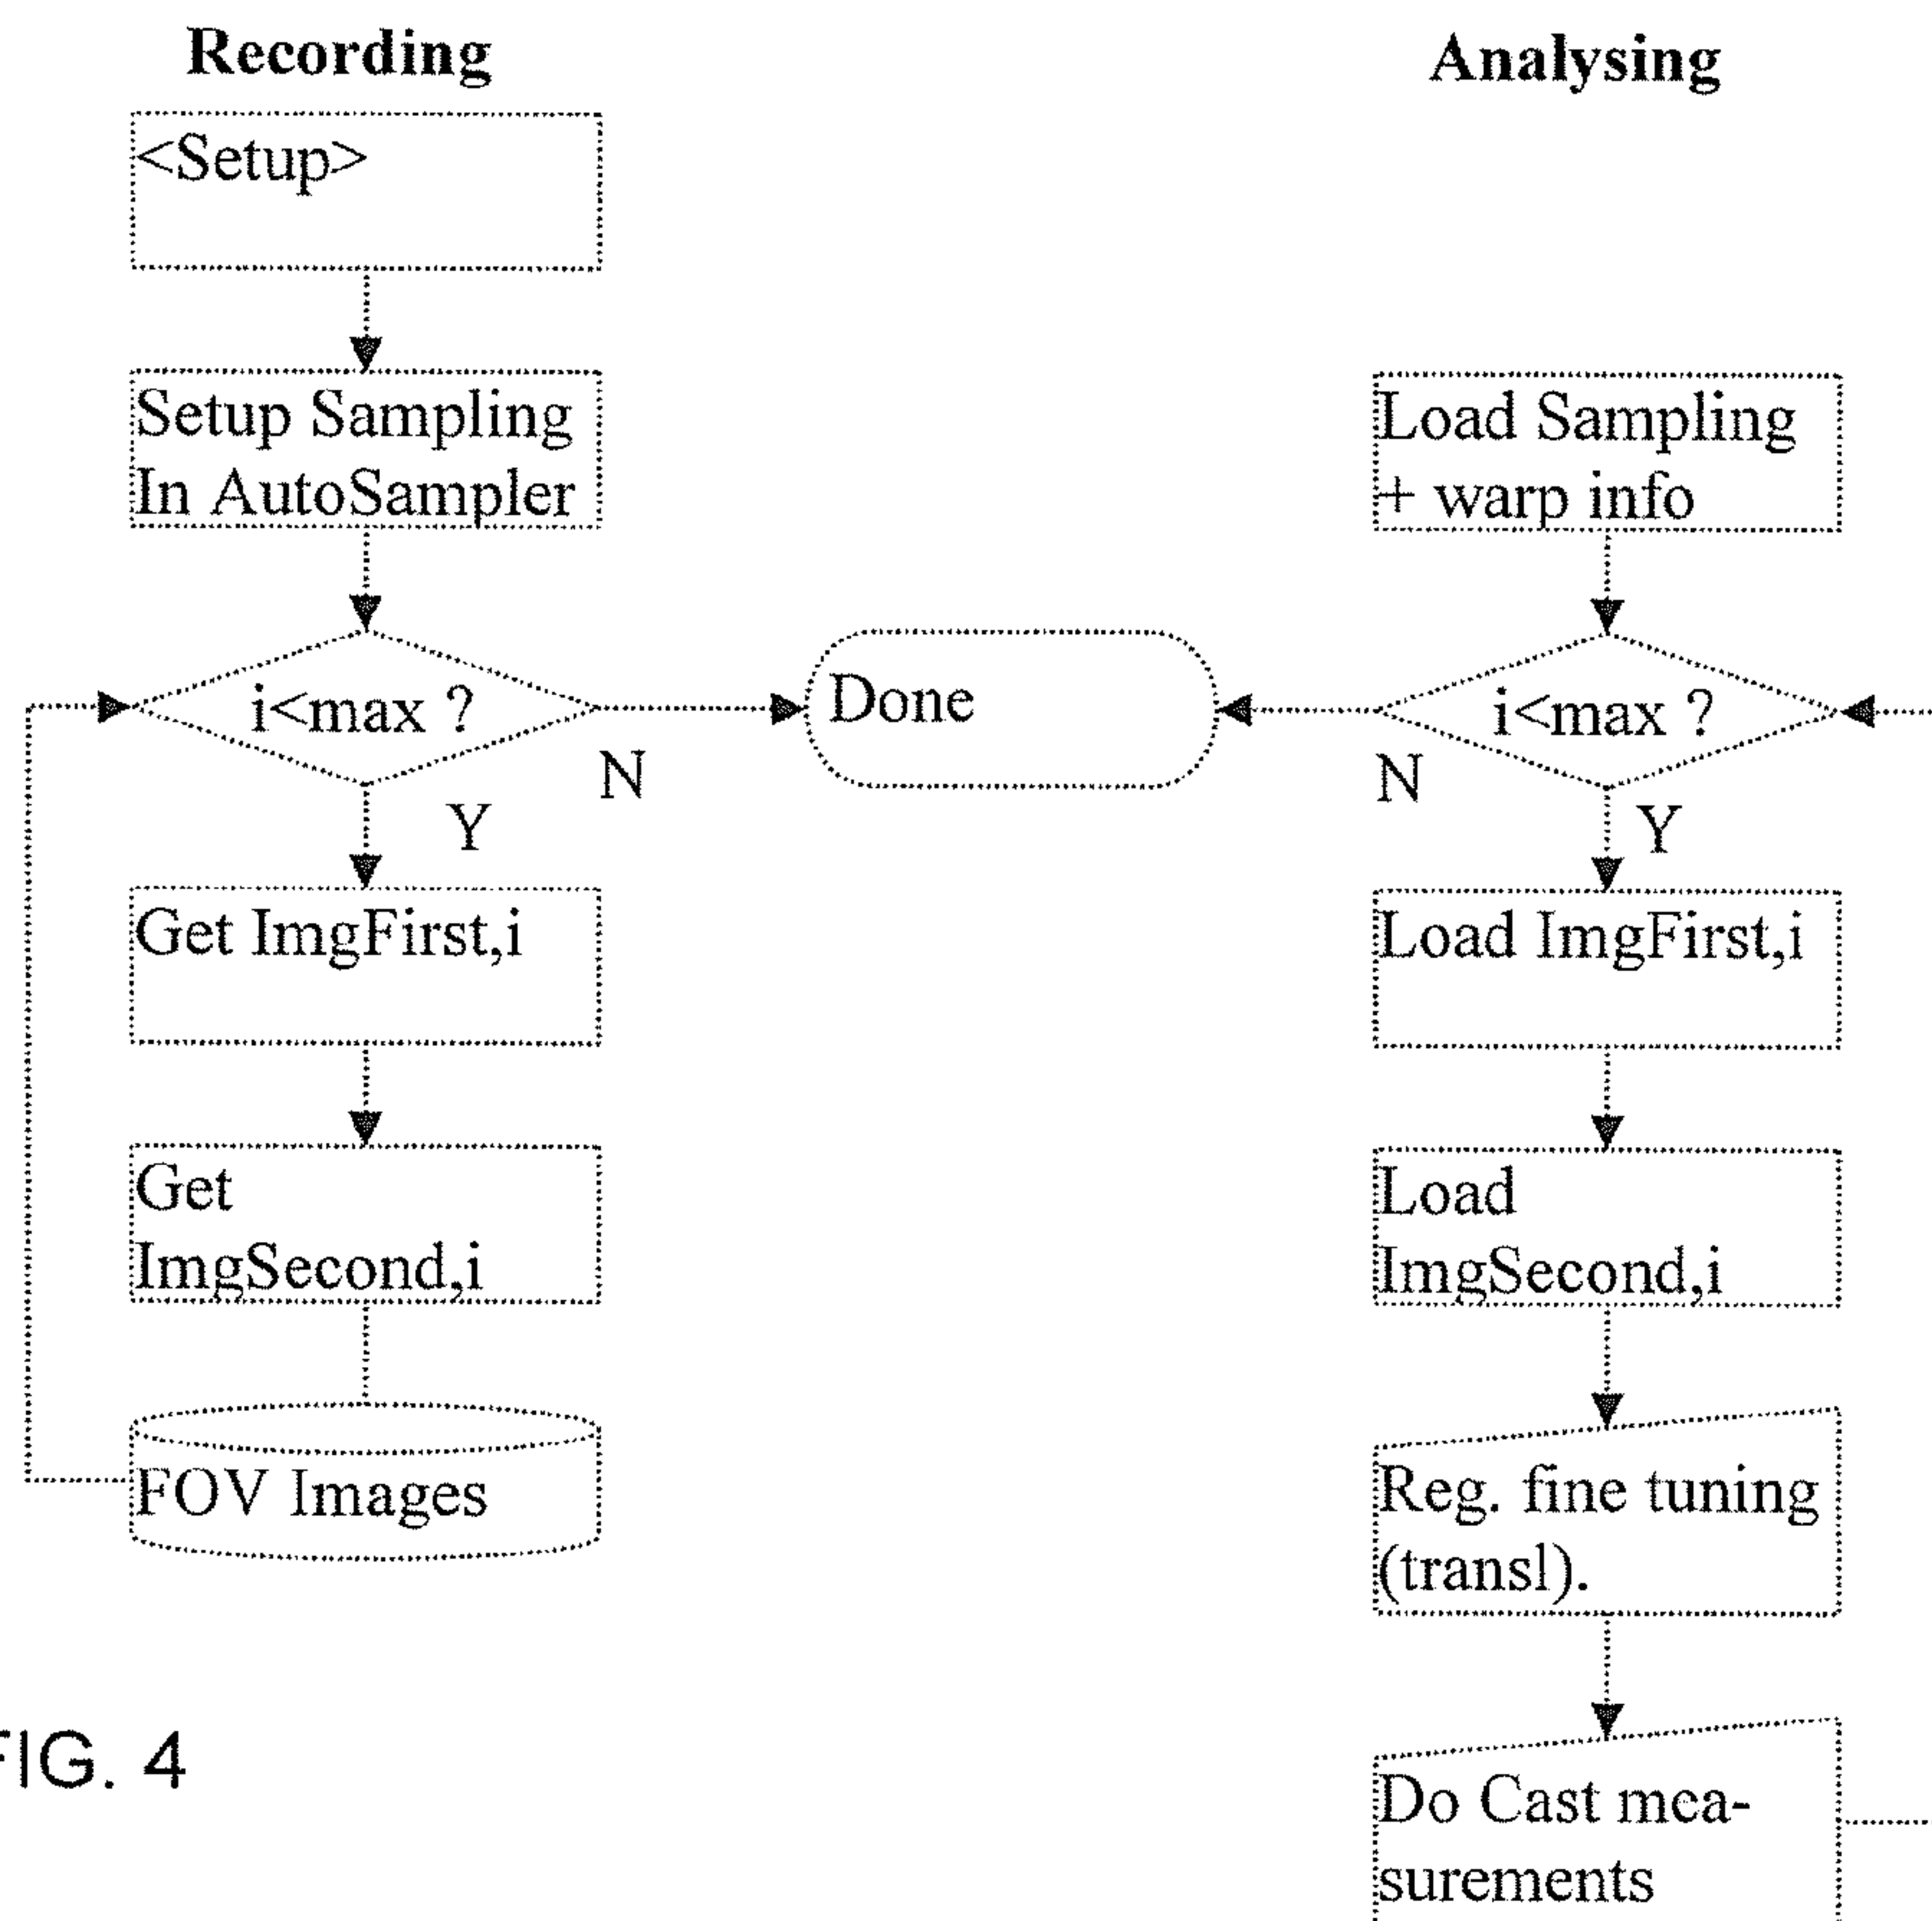 Recording
<Setup>
Setup Sampling
In AutoSampler
i<max ?
N
Y
Get ImgFirst,i
Get
ImgSecond,i
FOV Images
Done
Analysing
Load Sampling
+ warp info
i<max ?
N
Y
Load ImgFirst,i
Load
ImgSecond,i
Reg. fine tuning
(transl).
Do Cast mea-
surements
FIG. 4